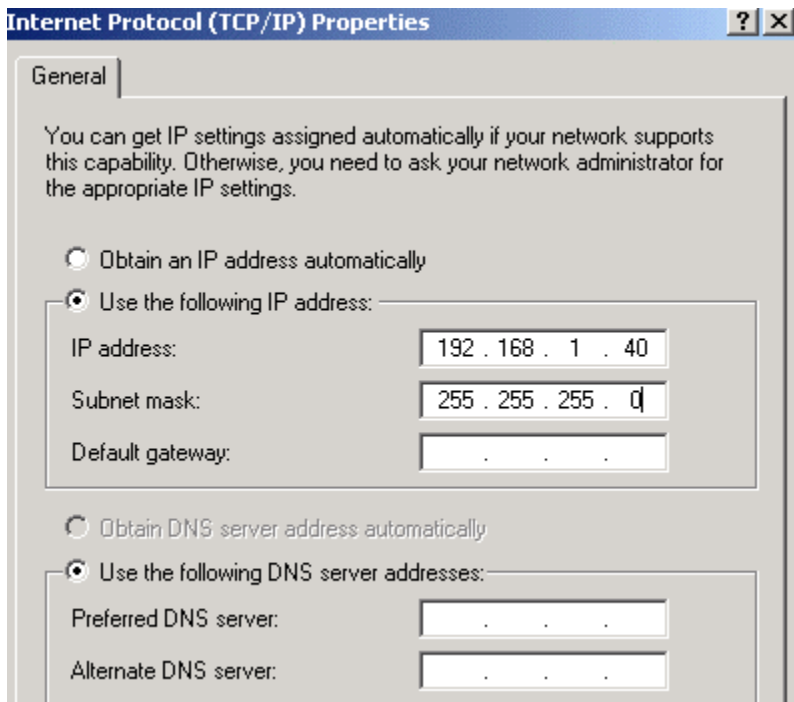 Internet Protocol (TCP/IP) Properties
General
You can get IP settings assigned automatically if your network supports
this capability. Otherwise, you need to ask your network administrator for
the appropriate IP settings.
Obtain an IP address automatically
Use the following IP address:
IP address: 192 . 168 . 1 . 40
Subnet mask: 255 . 255 . 255 . 0
Default gateway: . . .
Obtain DNS server address automatically
Use the following DNS server addresses:
Preferred DNS server: . . .
Alternate DNS server: . . .